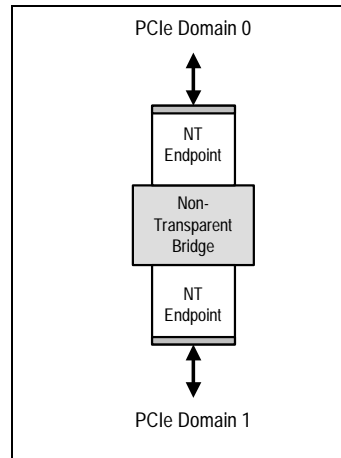 PCIe Domain 0
NT
Endpoint
Non-
Transparent
Bridge
NT
Endpoint
PCIe Domain 1